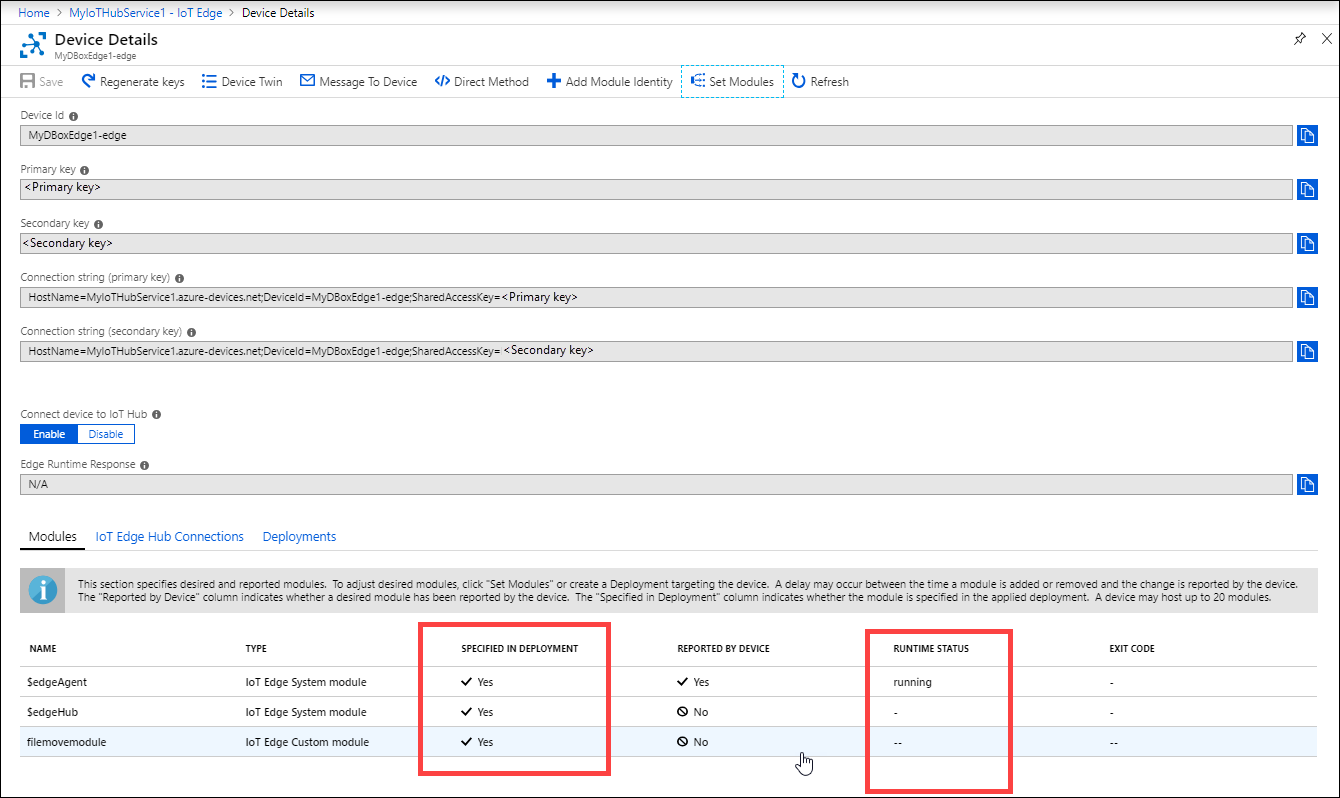 Home > MyIoTHubService1 - IoT Edge > Device Details
Device Details
MyDBoxEdge1-edge
Save Regenerate keys Device Twin Message To Device Direct Method Add Module Identity Set Modules Refresh
Device Id
MyDBoxEdge1-edge
Primary key
<Primary key>
Secondary key
<Secondary key>
Connection string (primary key)
HostName=MyIoTHubService1.azure-devices.net;DeviceId=MyDBoxEdge1-edge;SharedAccessKey=<Primary key>
Connection string (secondary key)
HostName=MyIoTHubService1.azure-devices.net;DeviceId=MyDBoxEdge1-edge;SharedAccessKey= <Secondary key>
Connect device to IoT Hub
Enable Disable
Edge Runtime Response
N/A
Modules IoT Edge Hub Connections Deployments
This section specifies desired and reported modules. To adjust desired modules, click "Set Modules" or create a Deployment targeting the device. A delay may occur between the time a module is added or removed and the change is reported by the device.
The "Reported by Device" column indicates whether a desired module has been reported by the device. The "Specified in Deployment" column indicates whether the module is specified in the applied deployment. A device may host up to 20 modules.
NAME TYPE SPECIFIED IN DEPLOYMENT REPORTED BY DEVICE RUNTIME STATUS EXIT CODE
$edgeAgent IoT Edge System module Yes Yes running -
$edgeHub IoT Edge System module Yes No - -
filemovemodule IoT Edge Custom module Yes No -- --